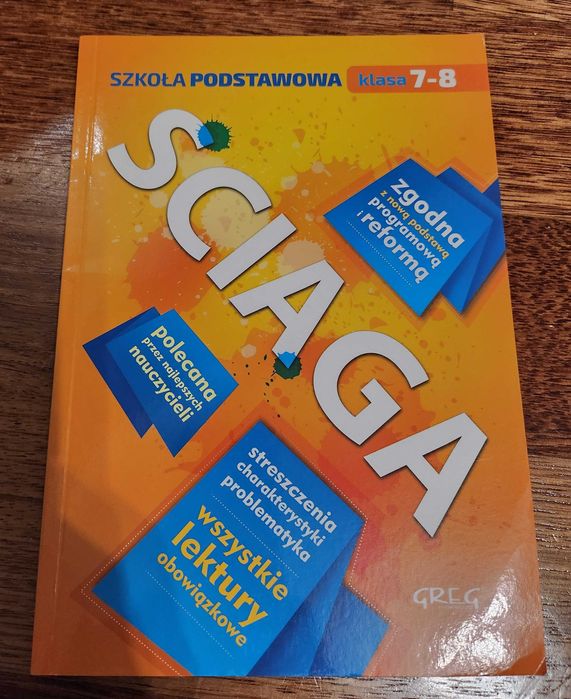 SZKOŁA PODSTAWOWA klasa 7-8
ŚCIĄGA
zgodna
z nową podstawą
programową
i reformą
polecana
przez najlepszych
nauczycieli
streszczenia
charakterystyki
problematyka
wszystkie
lektury
obowiązkowe
GREG